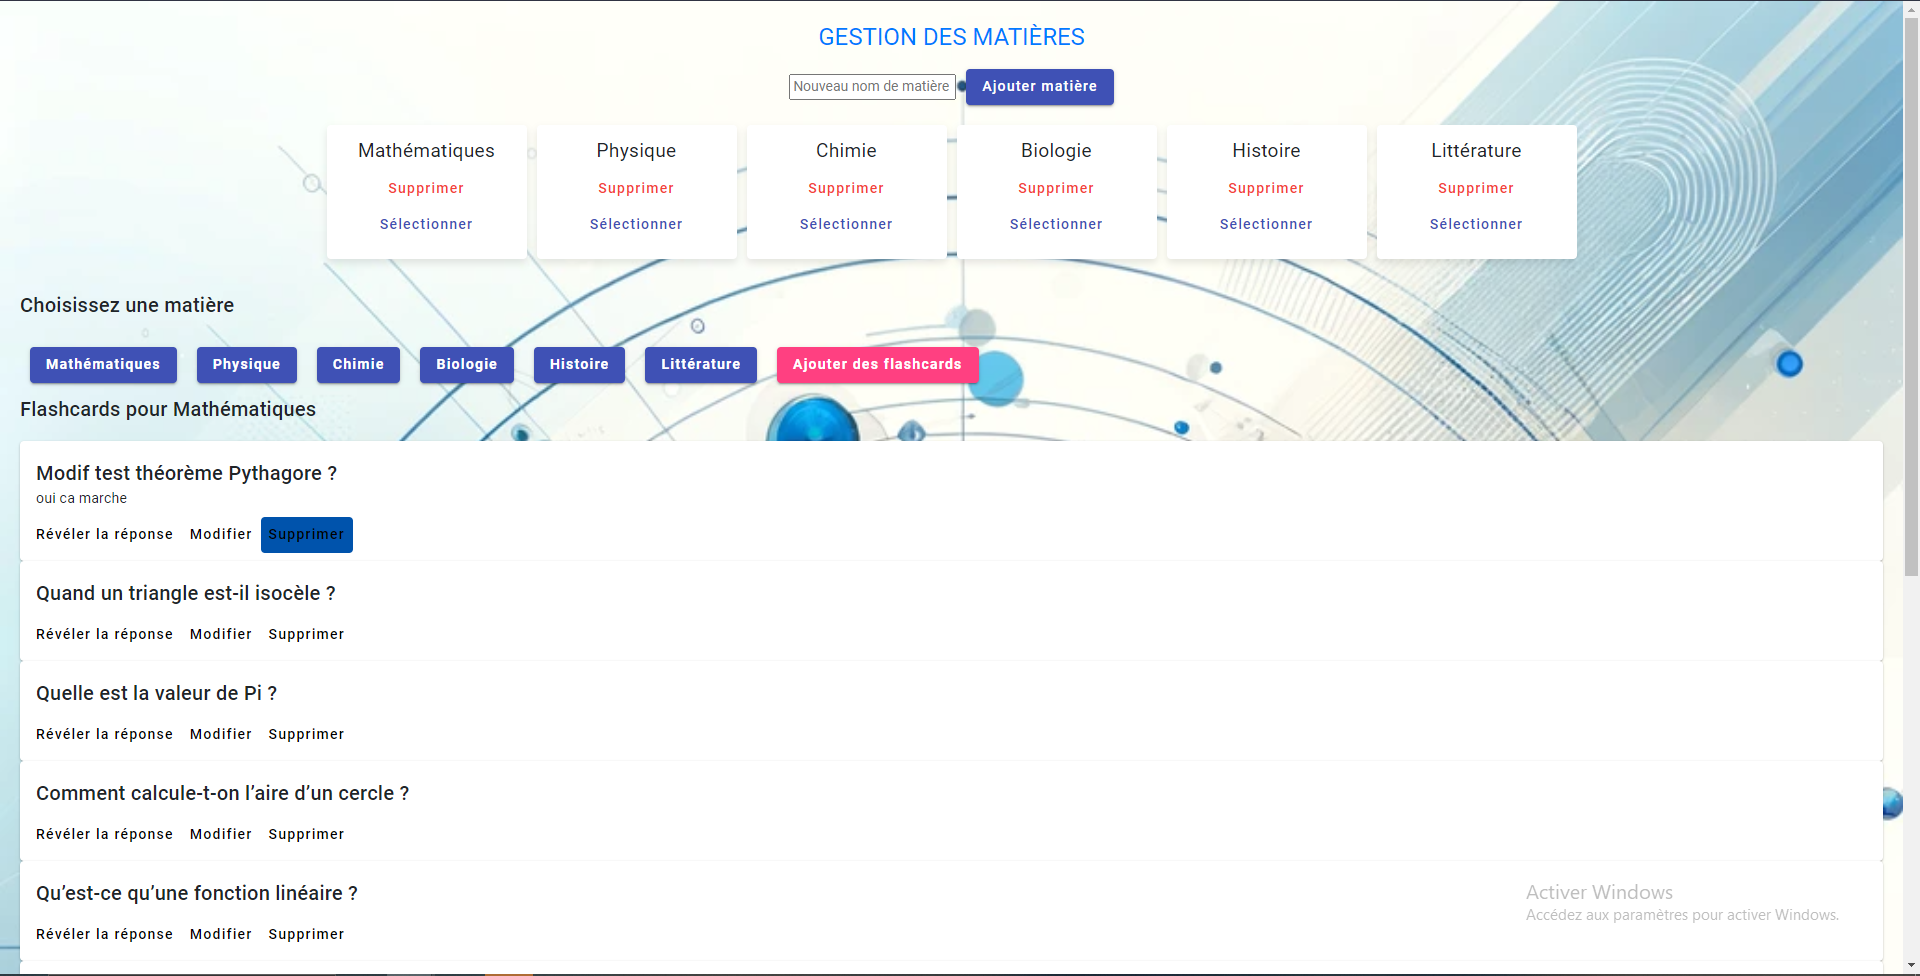 GESTION DES MATIÈRES
Nouveau nom de matière Ajouter matière
Mathématiques Physique Chimie Biologie Histoire Littérature
Supprimer Supprimer Supprimer Supprimer Supprimer Supprimer
Sélectionner Sélectionner Sélectionner Sélectionner Sélectionner Sélectionner
Choisissez une matière
Mathématiques Physique Chimie Biologie Histoire Littérature Ajouter des flashcards
Flashcards pour Mathématiques
Modif test théorème Pythagore ?
oui ca marche
Révéler la réponse Modifier Supprimer
Quand un triangle est-il isocèle ?
Révéler la réponse Modifier Supprimer
Quelle est la valeur de Pi ?
Révéler la réponse Modifier Supprimer
Comment calcule-t-on l’aire d’un cercle ?
Révéler la réponse Modifier Supprimer
Qu’est-ce qu’une fonction linéaire ?
Révéler la réponse Modifier Supprimer
Activer Windows
Accédez aux paramètres pour activer Windows.